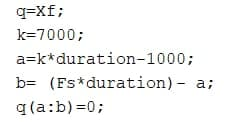 q=Xf;
k=7000;
a=k*duration-1000;
b= (Fs*duration)- a;
q(a:b)=0;